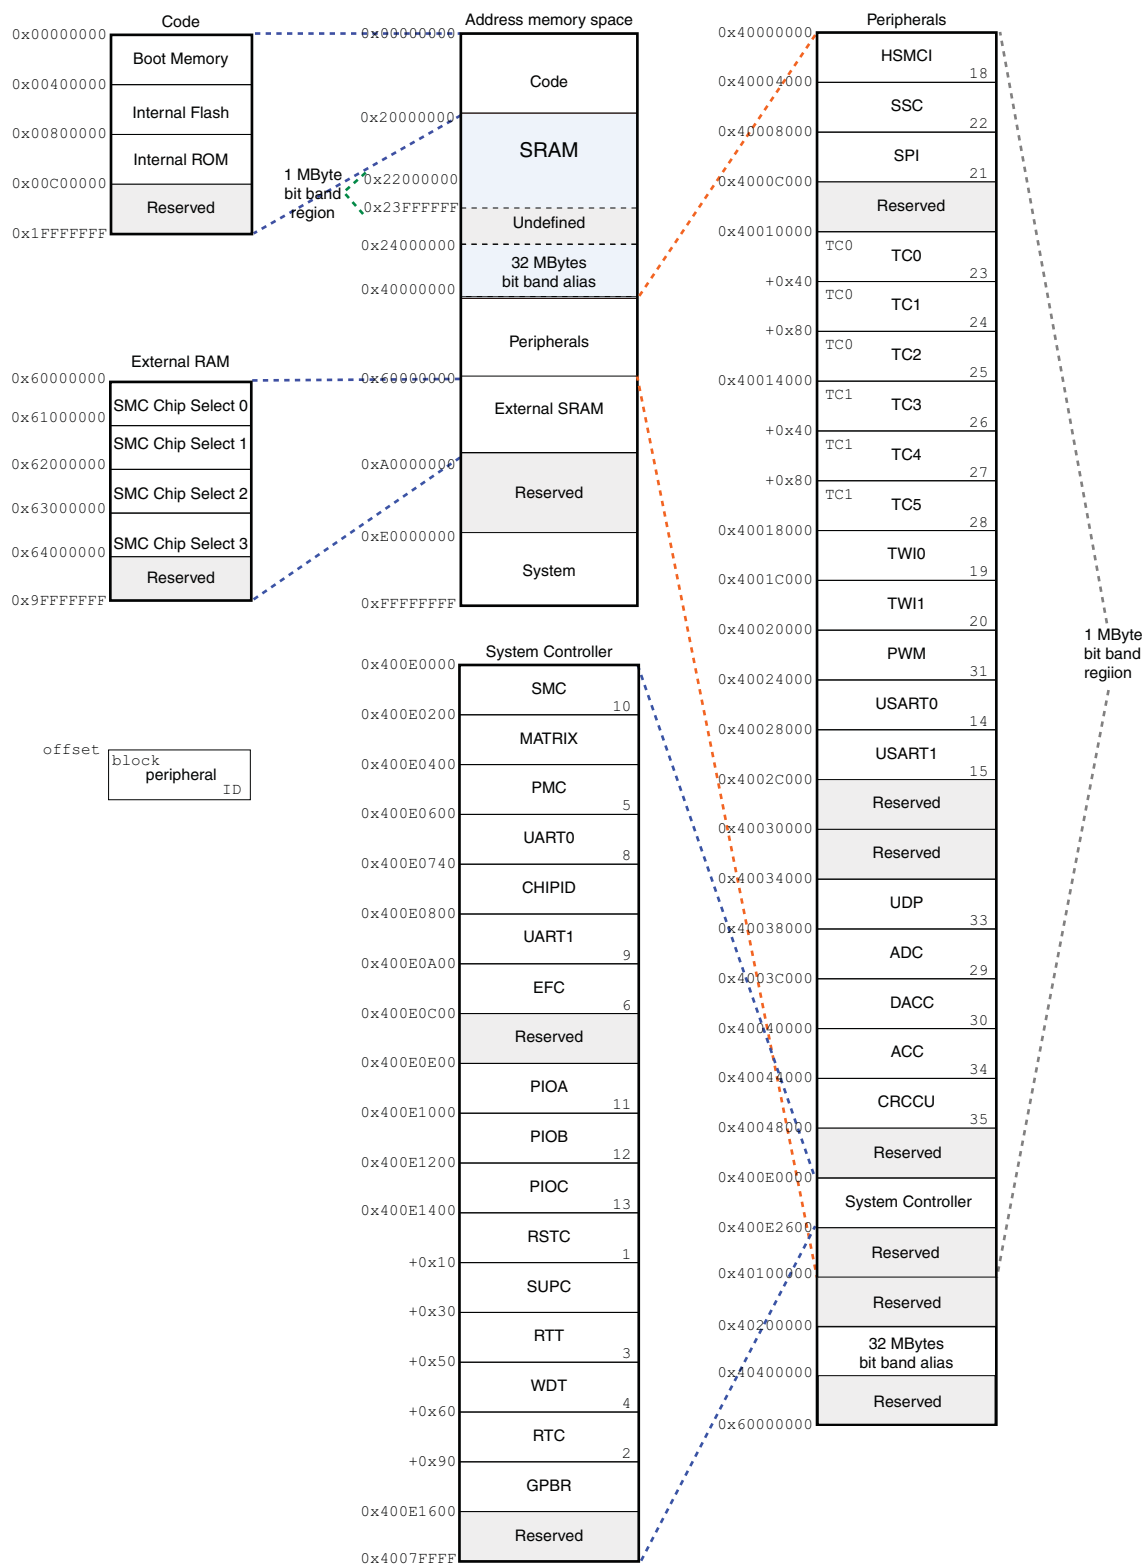 Code
0x00000000
Boot Memory
0x00400000
Internal Flash
0x00800000
Internal ROM
0x00C00000
Reserved
0x1FFFFFFF
1 MByte
bit band
region
External RAM
0x60000000
SMC Chip Select 0
0x61000000
SMC Chip Select 1
0x62000000
SMC Chip Select 2
0x63000000
SMC Chip Select 3
0x64000000
Reserved
0x9FFFFFFF
offset
block
peripheral
ID
Address memory space
0x00000000
Code
0x20000000
SRAM
0x22000000
0x23FFFFFF
Undefined
0x24000000
32 MBytes
bit band alias
0x40000000
Peripherals
0x60000000
External SRAM
0xA0000000
Reserved
0xE0000000
System
0xFFFFFFFF
System Controller
0x400E0000
SMC
10
0x400E0200
MATRIX
0x400E0400
PMC
5
0x400E0600
UART0
8
0x400E0740
CHIPID
0x400E0800
UART1
9
0x400E0A00
EFC
6
0x400E0C00
Reserved
0x400E0E00
PIOA
11
0x400E1000
PIOB
12
0x400E1200
PIOC
13
0x400E1400
RSTC
1
+0x10
SUPC
+0x30
RTT
3
+0x50
WDT
4
+0x60
RTC
2
+0x90
GPBR
0x400E1600
Reserved
0x4007FFFF
Peripherals
0x40000000
HSMCI
18
0x40004000
SSC
22
0x40008000
SPI
21
0x4000C000
Reserved
0x40010000
TC0
TC0
23
+0x40
TC0
TC1
24
+0x80
TC0
TC2
25
0x40014000
TC1
TC3
26
+0x40
TC1
TC4
27
+0x80
TC1
TC5
28
0x40018000
TWI0
19
0x4001C000
TWI1
20
0x40020000
PWM
31
0x40024000
USART0
14
0x40028000
USART1
15
0x4002C000
Reserved
0x40030000
Reserved
0x40034000
UDP
33
0x40038000
ADC
29
0x4003C000
DACC
30
0x40040000
ACC
34
0x40044000
CRCCU
35
0x40048000
Reserved
0x400E0000
System Controller
0x400E2600
Reserved
0x40100000
Reserved
0x40200000
32 MBytes
bit band alias
0x40400000
Reserved
0x60000000
1 MByte
bit band
regiion